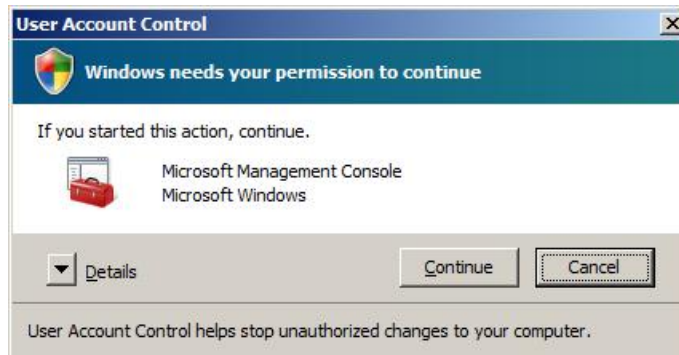 User Account Control
Windows needs your permission to continue
If you started this action, continue.
Microsoft Management Console
Microsoft Windows
Details
Continue
Cancel
User Account Control helps stop unauthorized changes to your computer.